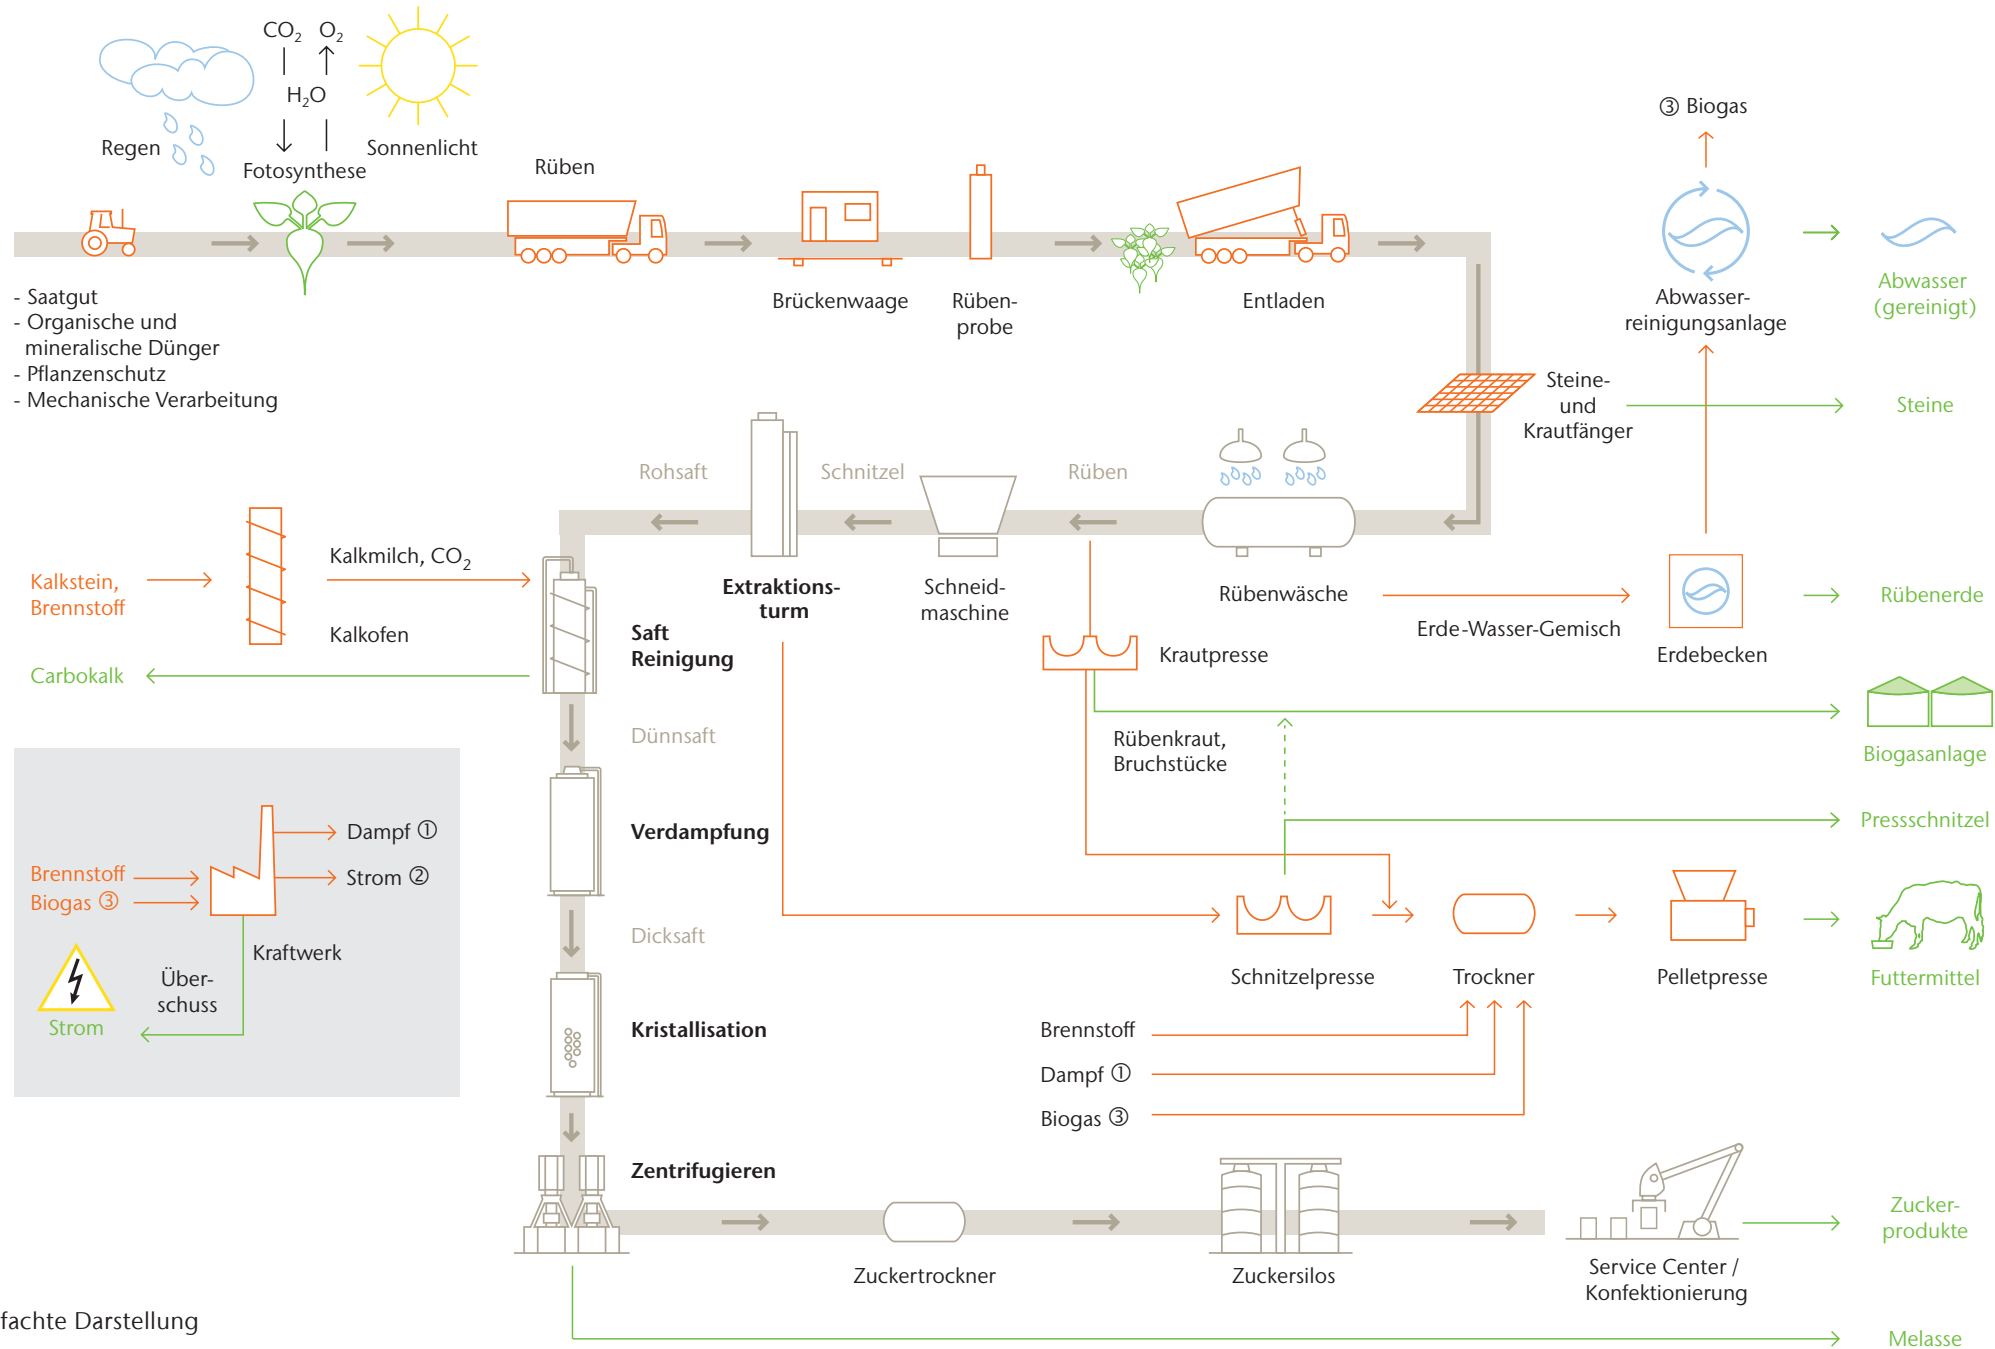 CO₂ O₂
H₂O
Regen
Sonnenlicht
Fotosynthese
Rüben
- Saatgut
- Organische und
mineralische Dünger
- Pflanzenschutz
- Mechanische Verarbeitung
Brückenwaage
Rüben-
probe
Entladen
③ Biogas
Abwasser-
reinigungsanlage
Abwasser
(gereinigt)
Steine-
und
Krautfänger
Steine
Rohsaft
Schnitzel
Rüben
Kalkstein,
Brennstoff
Kalkmilch, CO₂
Kalkofen
Carbokalk
Extraktions-
turm
Schneid-
maschine
Rübenwäsche
Erde-Wasser-Gemisch
Erdebecken
Rübenerde
Saft
Reinigung
Krautpresse
Dünnsaft
Rübenkraut,
Bruchstücke
Biogasanlage
Verdampfung
Pressschnitzel
Dampf ①
Brennstoff
Biogas ③
Strom ②
Kraftwerk
Über-
schuss
Strom
Dicksaft
Schnitzelpresse
Trockner
Pelletpresse
Futtermittel
Kristallisation
Brennstoff
Dampf ①
Biogas ③
Zentrifugieren
Zuckertrockner
Zuckersilos
Service Center /
Konfektionierung
Zucker-
produkte
fachte Darstellung
Melasse